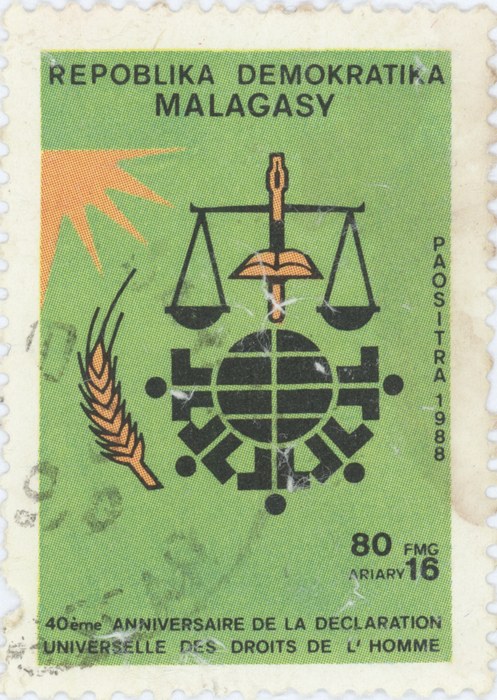 REPOBLIKA DEMOKRATIKA
MALAGASY
PAOSITRA 1988
80 FMG
ARIARY 16
40ème ANNIVERSAIRE DE LA DECLARATION
UNIVERSELLE DES DROITS DE L' HOMME